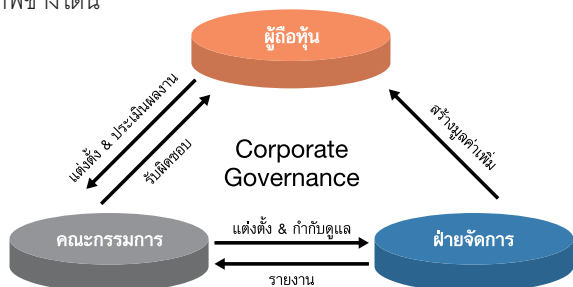 ผู้ถือหุ้น
แต่งตั้ง & ประเมินผลงาน
รับผิดชอบ
สร้างมูลค่าเพิ่ม
Corporate
Governance
คณะกรรมการ
แต่งตั้ง & กำกับดูแล
ฝ่ายจัดการ
รายงาน